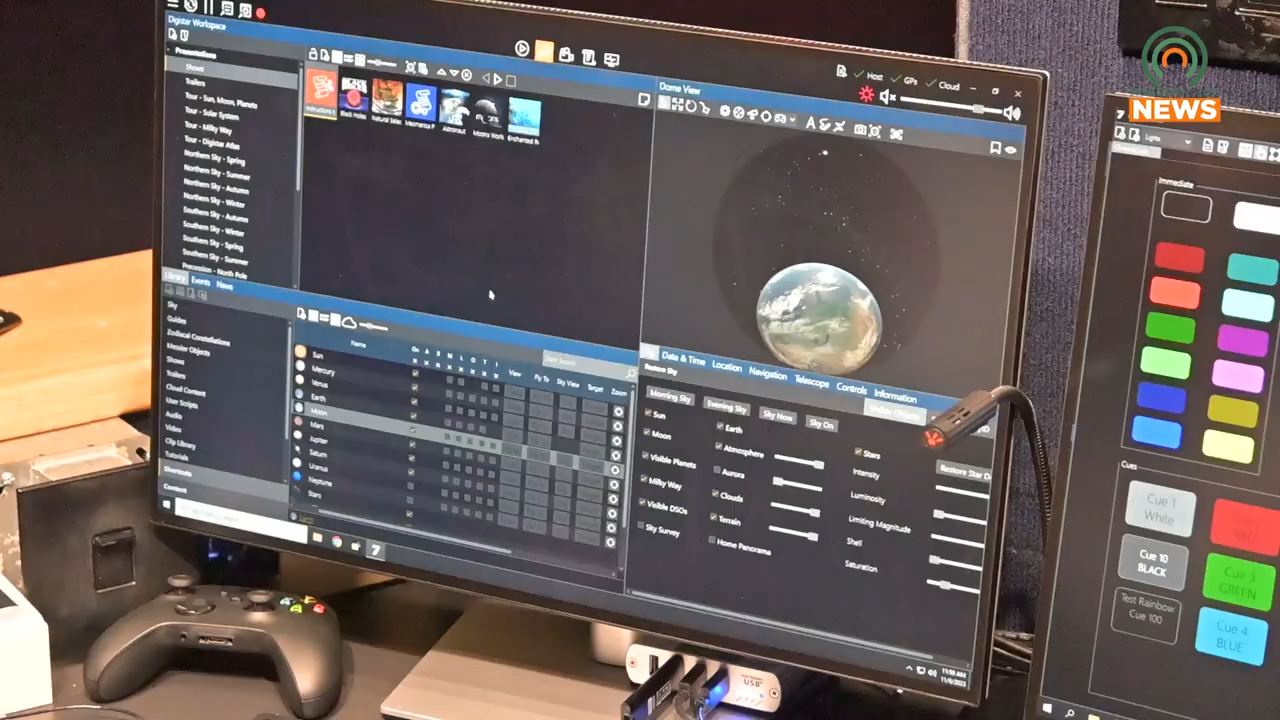 NEWS
Digistar Workspace
Presentations
Shows
Trailers
Tour - Sun, Moon, Planets
Tour - Solar System
Tour - Milky Way
Tour - Digistar Atlas
Northern Sky - Spring
Northern Sky - Summer
Northern Sky - Autumn
Northern Sky - Winter
Southern Sky - Autumn
Southern Sky - Winter
Southern Sky - Spring
Southern Sky - Summer
Precession - North Pole
Black Holes
Natural Selec
Astronaut
Host
GPs
Cloud
Dome View
Library Events News
Sky
Guides
Zodiacal Constellations
Messier Objects
Shows
Trailers
Cloud Content
User Scripts
Audio
Video
Clip Library
Tutorials
Shortcuts
Content
Name
On A B M L O T I View Fly To Sky View Target Zoom
Sun
Mercury
Venus
Earth
Moon
Mars
Jupiter
Saturn
Uranus
Neptune
Stars
Date & Time Location Navigation Telescope Controls Information
Restore Sky
Morning Sky Evening Sky Sky Now Sky On
Sun
Moon
Visible Planets
Milky Way
Visible DSOs
Sky Survey
Earth
Atmosphere
Aurora
Clouds
Terrain
Home Panorama
Stars
Intensity
Luminosity
Limiting Magnitude
Shell
Saturation
Restore Star D
11:59 AM
USB
Lights
Immediate
Cues
Cue 1
White
Cue 10
BLACK
Cue 3
GREEN
Test Rainbow
Cue 100
Cue 4
BLUE